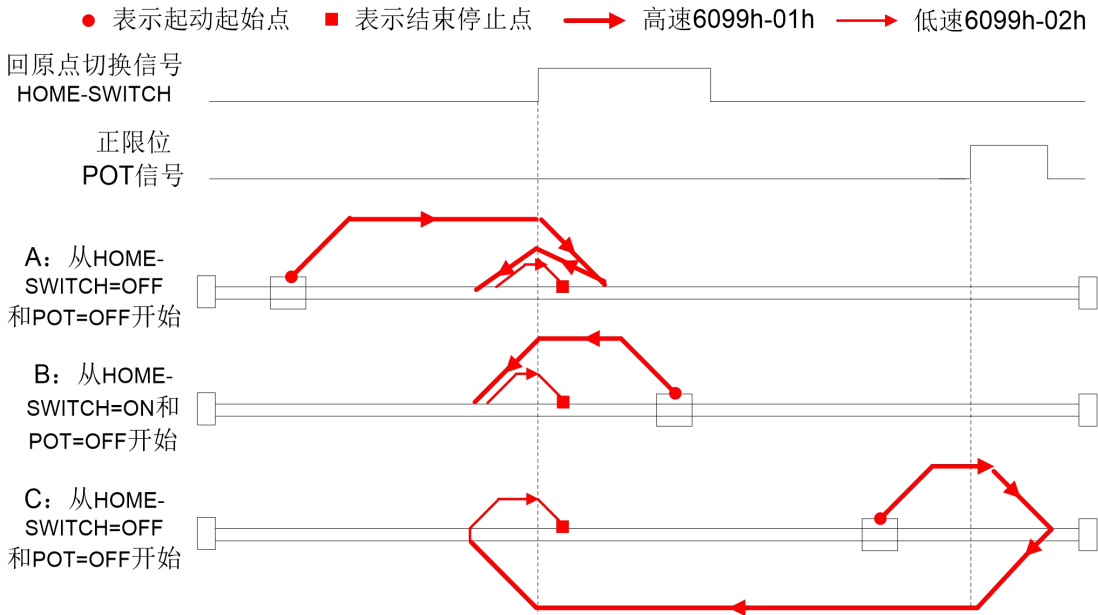 表示起动起始点 表示结束停止点 高速6099h-01h 低速6099h-02h
回原点切换信号
HOME-SWITCH
正限位
POT信号
A：从HOME-
SWITCH=OFF
和POT=OFF开始
B：从HOME-
SWITCH=ON和
POT=OFF开始
C：从HOME-
SWITCH=OFF
和POT=OFF开始